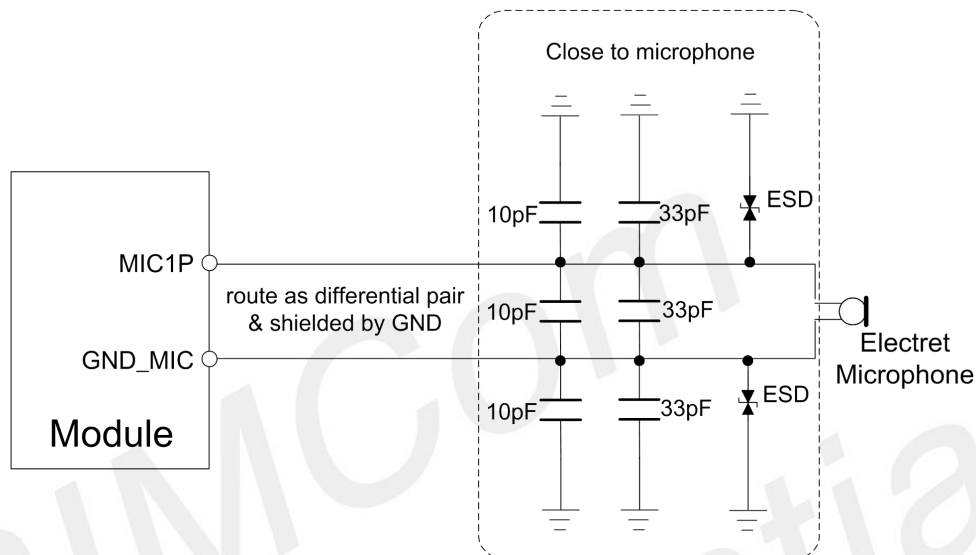 Close to microphone
10pF
33pF
ESD
MIC1P
route as differential pair
& shielded by GND
10pF
33pF
Electret
Microphone
GND_MIC
10pF
33pF
ESD
Module